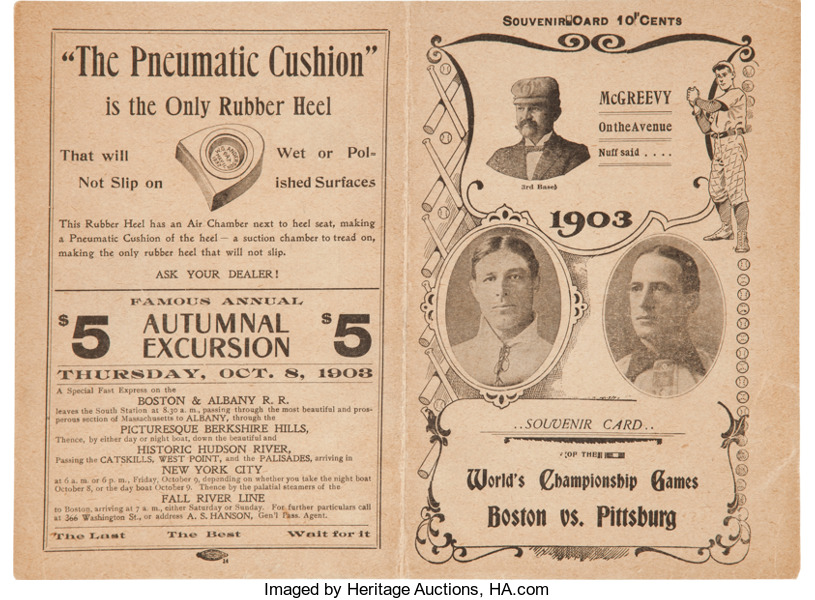 "The Pneumatic Cushion"
is the Only Rubber Heel
That will
Not Slip on
Wet or Pol-
ished Surfaces
This Rubber Heel has an Air Chamber next to heel seat, making
a Pneumatic Cushion of the heel — a suction chamber to tread on,
making the only rubber heel that will not slip.
ASK YOUR DEALER!
FAMOUS ANNUAL
$5 AUTUMNAL EXCURSION $5
THURSDAY, OCT. 8, 1903
A Special Fast Express on the
BOSTON & ALBANY R. R.
leaves the South Station at 8.30 a. m., passing through the most beautiful and pros-
perous section of Massachusetts to ALBANY, through the
PICTURESQUE BERKSHIRE HILLS,
Thence, by either day or night boat, down the beautiful and
HISTORIC HUDSON RIVER,
Passing the CATSKILLS, WEST POINT, and the PALISADES, arriving in
NEW YORK CITY
at 6 a. m. or 6 p. m., Friday, October 9, depending on whether you take the night boat
October 8, or the day boat October 9. Thence by the palatial steamers of the
FALL RIVER LINE
to Boston, arriving at 7 a. m., either Saturday or Sunday. For further particulars call
at 366 Washington St., or address A. S. HANSON, Gen'l Pass. Agent.
The Last The Best Wait for it
SOUVENIR CARD 10 CENTS
McGREEVY
On the Avenue
Nuff said ....
3rd Base
1903
..SOUVENIR CARD..
OF THE
World's Championship Games
Boston vs. Pittsburg
Imaged by Heritage Auctions, HA.com